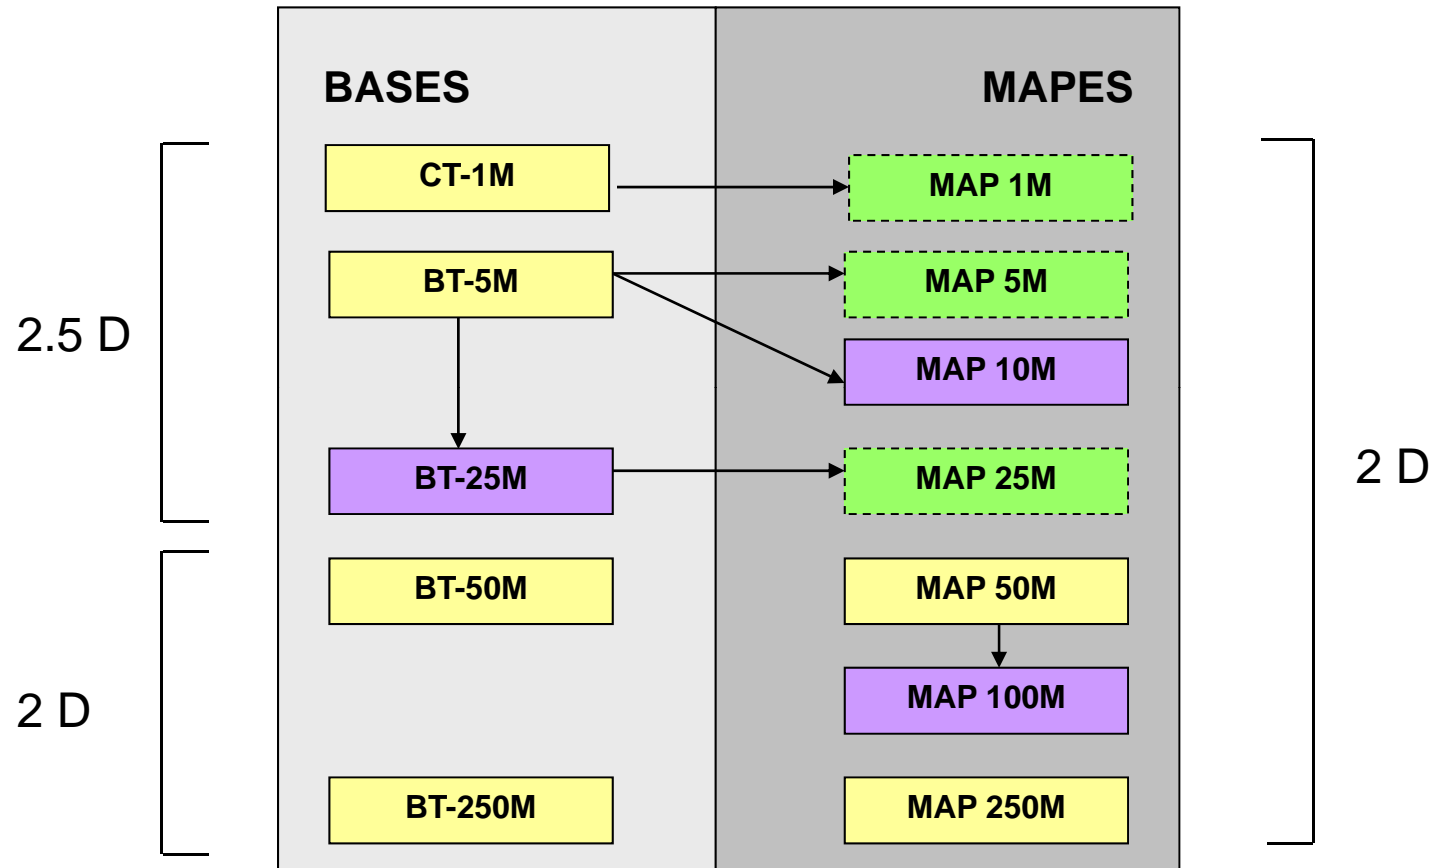 BASES
MAPES
CT-1M
MAP 1M
BT-5M
MAP 5M
2.5 D
MAP 10M
BT-25M
MAP 25M
2 D
BT-50M
MAP 50M
2 D
MAP 100M
BT-250M
MAP 250M